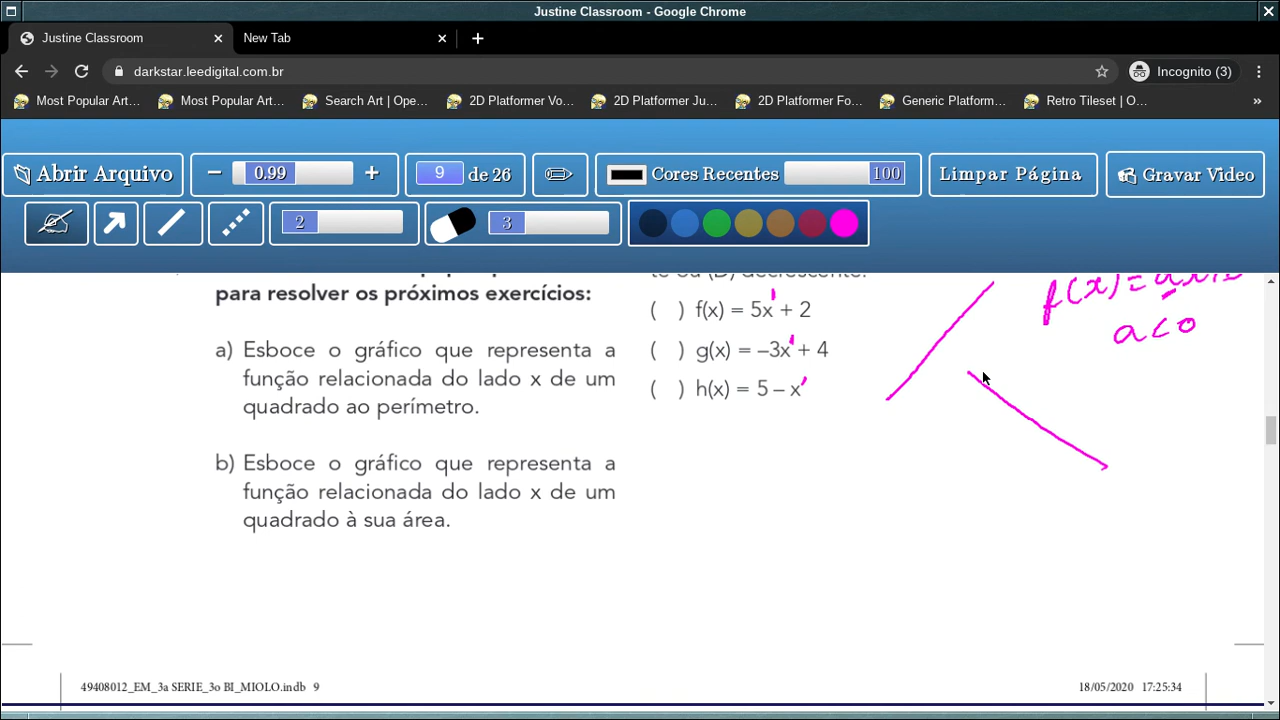 Justine Classroom - Google Chrome
Justine Classroom
New Tab
darkstar.leedigital.com.br
Incognito (3)
Most Popular Art...
Most Popular Art...
Search Art | Ope...
2D Platformer Vo...
2D Platformer Ju...
2D Platformer Fo...
Generic Platform...
Retro Tileset | O...
»
Abrir Arquivo
− 0.99 +
9 de 26
Cores Recentes
100
Limpar Página
Gravar Video
2
3
para resolver os próximos exercícios:
a) Esboce o gráfico que representa a
função relacionada do lado x de um
quadrado ao perímetro.
b) Esboce o gráfico que representa a
função relacionada do lado x de um
quadrado à sua área.
te ou (D) decrescente.
( ) f(x) = 5x + 2
( ) g(x) = –3x + 4
( ) h(x) = 5 – x
f(x) = ax+b
a < 0
49408012_EM_3a SERIE_3o BI_MIOLO.indb 9
18/05/2020 17:25:34